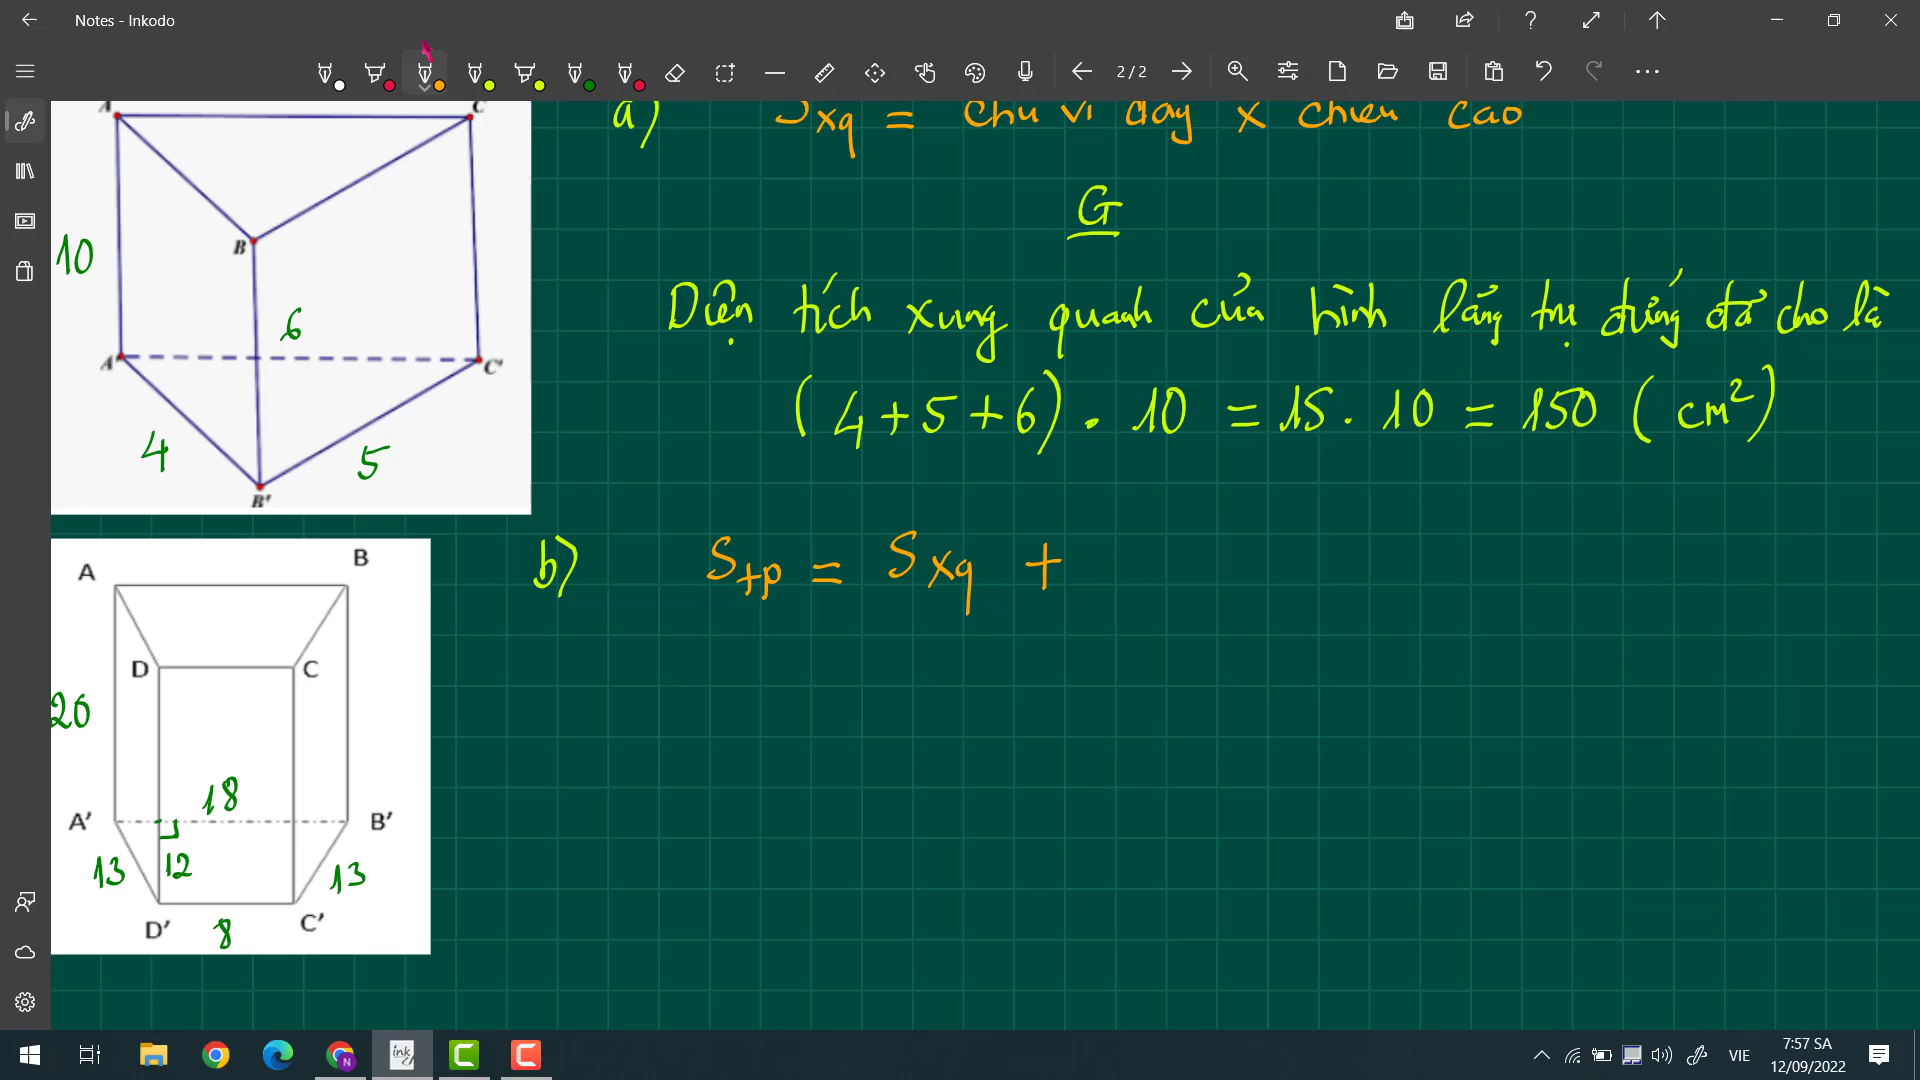 Notes - Inkodo
2 / 2
A C
a) Sxq = Chu vi đáy x chiều cao
G
B
10
6
Diện tích xung quanh của hình lăng trụ đứng đã cho là
A' C'
(4+5+6) . 10 = 15 . 10 = 150 (cm²)
4 5
B'
b) Stp = Sxq +
A B
D C
20
18
A' B'
13 12 13
D' 8 C'
VIE
7:57 SA
12/09/2022